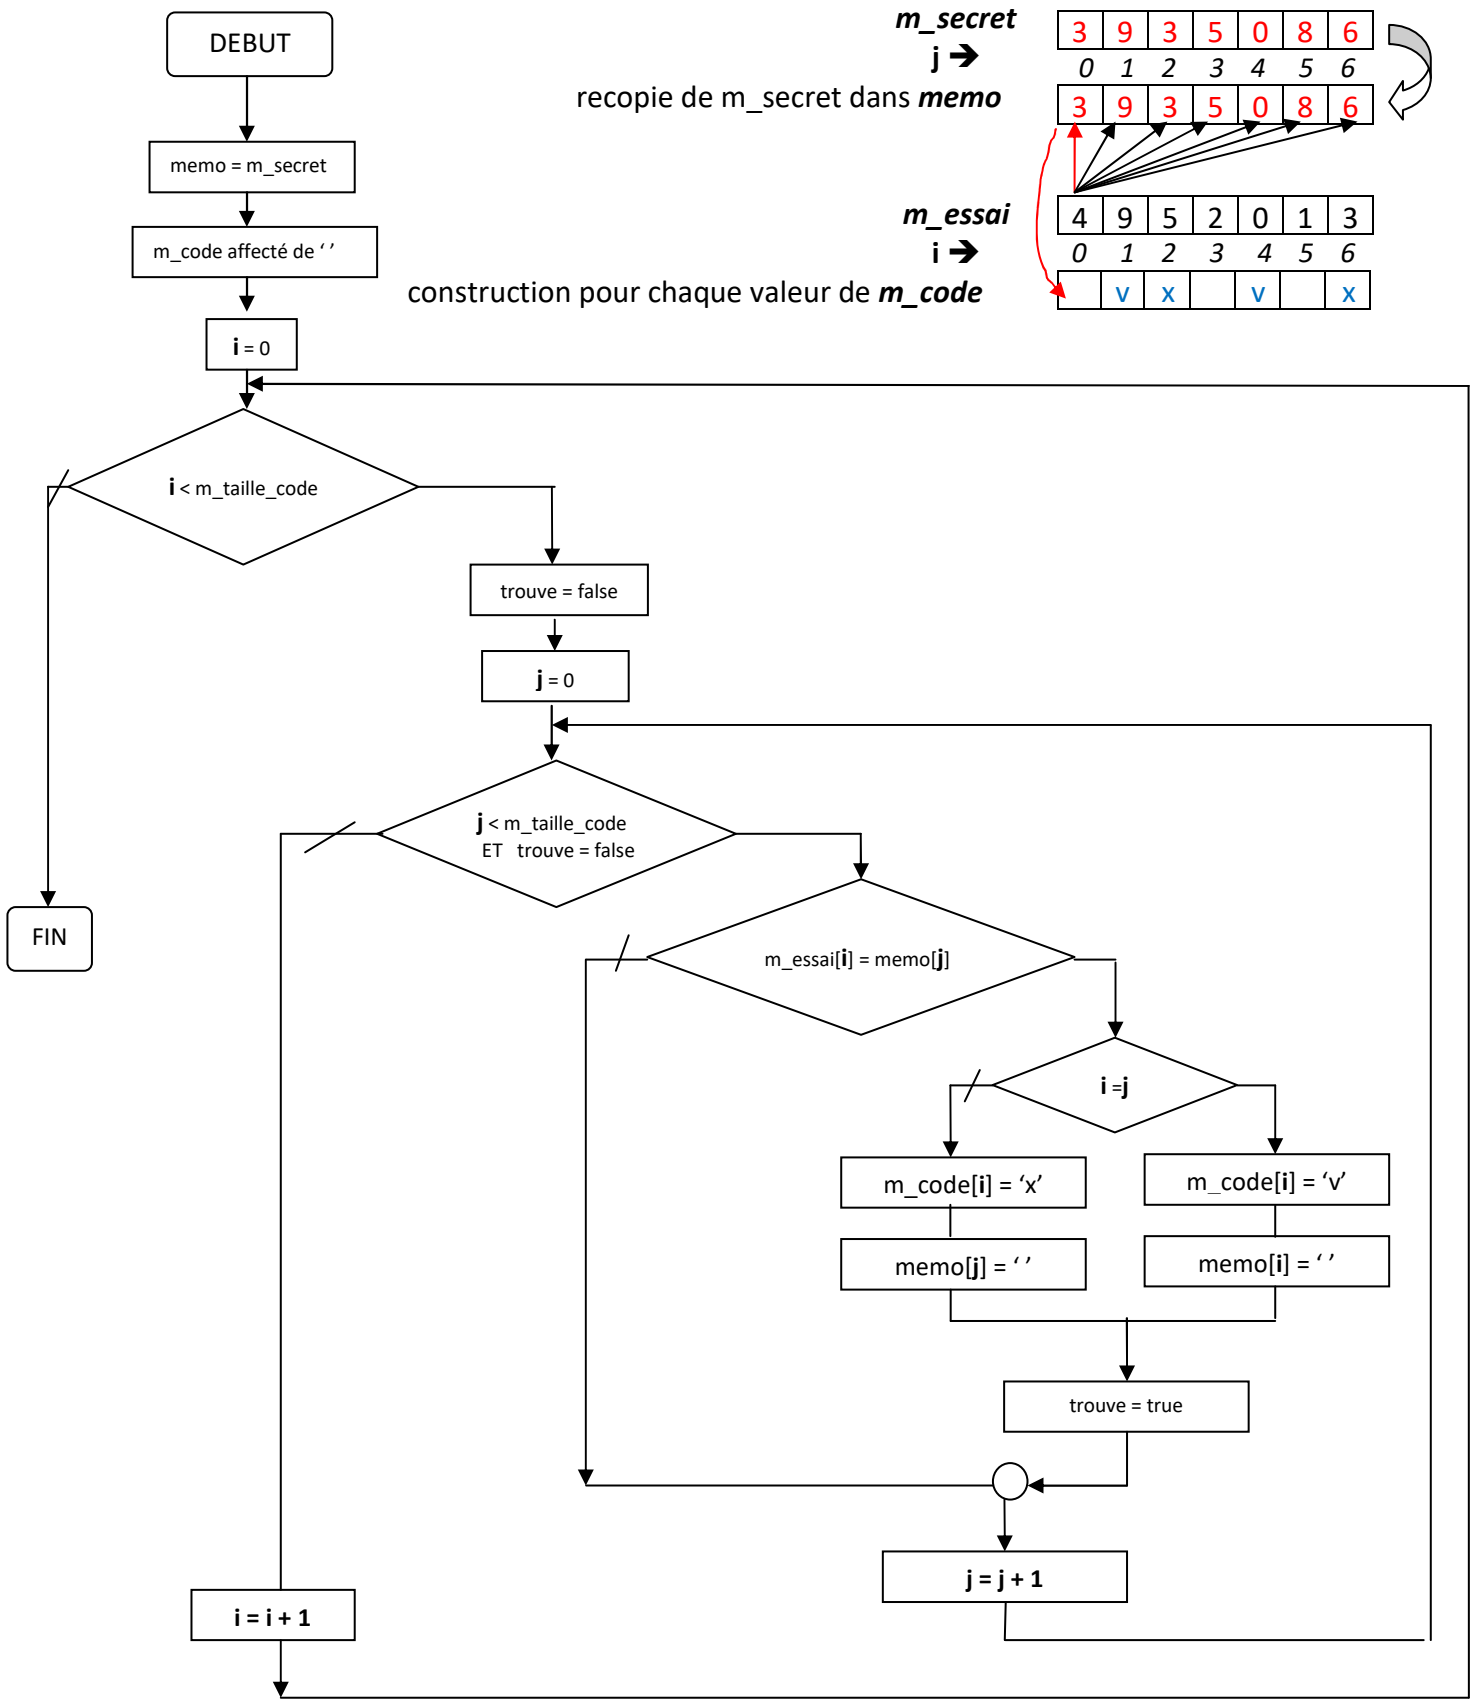 DEBUT
memo = m_secret
m_code affecté de ‘ ’
i = 0
m_secret
3 9 3 5 0 8 6
j ➔
0 1 2 3 4 5 6
recopie de m_secret dans memo
3 9 3 5 0 8 6
m_essai
4 9 5 2 0 1 3
i ➔
0 1 2 3 4 5 6
construction pour chaque valeur de m_code
v x v x
i < m_taille_code
trouve = false
j = 0
j < m_taille_code
ET trouve = false
FIN
m_essai[i] = memo[j]
i =j
m_code[i] = ‘x’
m_code[i] = ‘v’
memo[j] = ‘ ’
memo[i] = ‘ ’
trouve = true
j = j + 1
i = i + 1